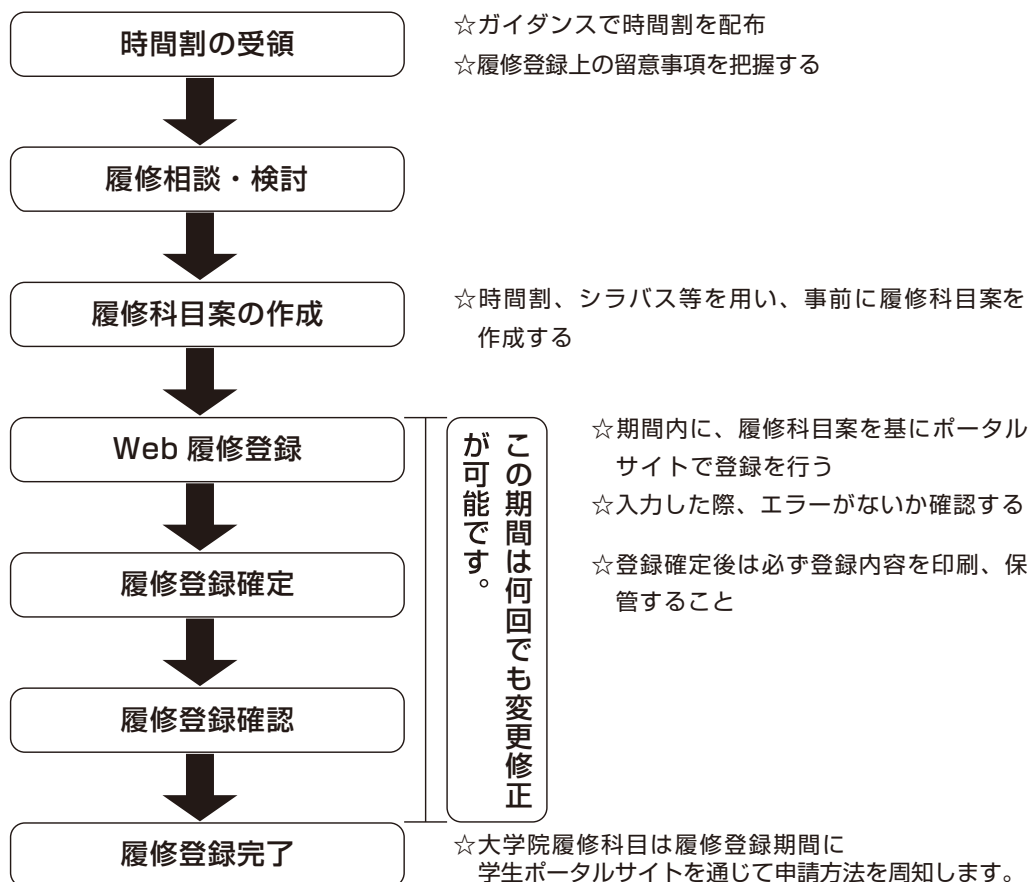 時間割の受領
☆ガイダンスで時間割を配布
☆履修登録上の留意事項を把握する
履修相談・検討
履修科目案の作成
☆時間割、シラバス等を用い、事前に履修科目案を
作成する
Web 履修登録
この期間は何回でも変更修正
が可能です。
☆期間内に、履修科目案を基にポータル
サイトで登録を行う
☆入力した際、エラーがないか確認する
履修登録確定
☆登録確定後は必ず登録内容を印刷、保
管すること
履修登録確認
履修登録完了
☆大学院履修科目は履修登録期間に
学生ポータルサイトを通じて申請方法を周知します。